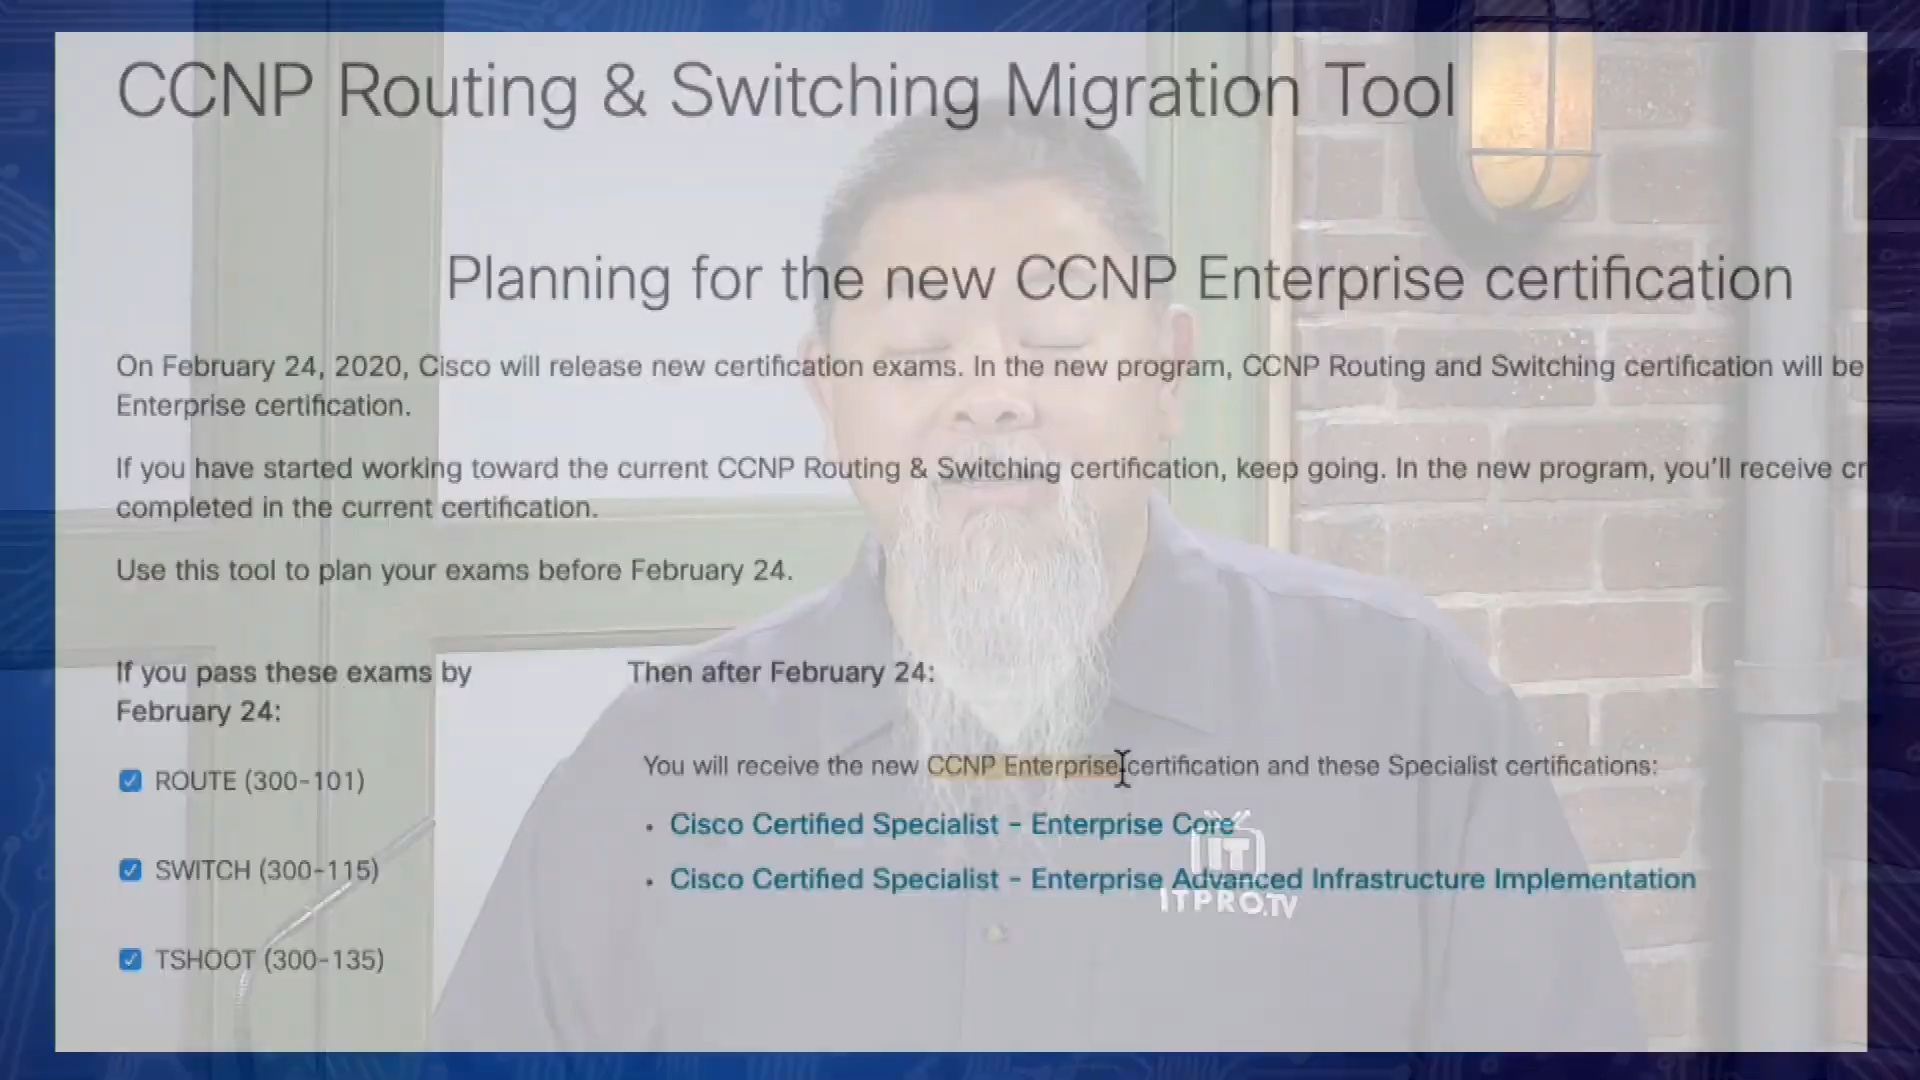 CCNP Routing & Switching Migration Tool
Planning for the new CCNP Enterprise certification
On February 24, 2020, Cisco will release new certification exams. In the new program, CCNP Routing and Switching certification will be
Enterprise certification.
If you have started working toward the current CCNP Routing & Switching certification, keep going. In the new program, you'll receive cr
completed in the current certification.
Use this tool to plan your exams before February 24.
If you pass these exams by
February 24:
Then after February 24:
ROUTE (300-101)
SWITCH (300-115)
TSHOOT (300-135)
You will receive the new CCNP Enterprise certification and these Specialist certifications:
• Cisco Certified Specialist - Enterprise Core
• Cisco Certified Specialist - Enterprise Advanced Infrastructure Implementation
IT
ITPRO.TV